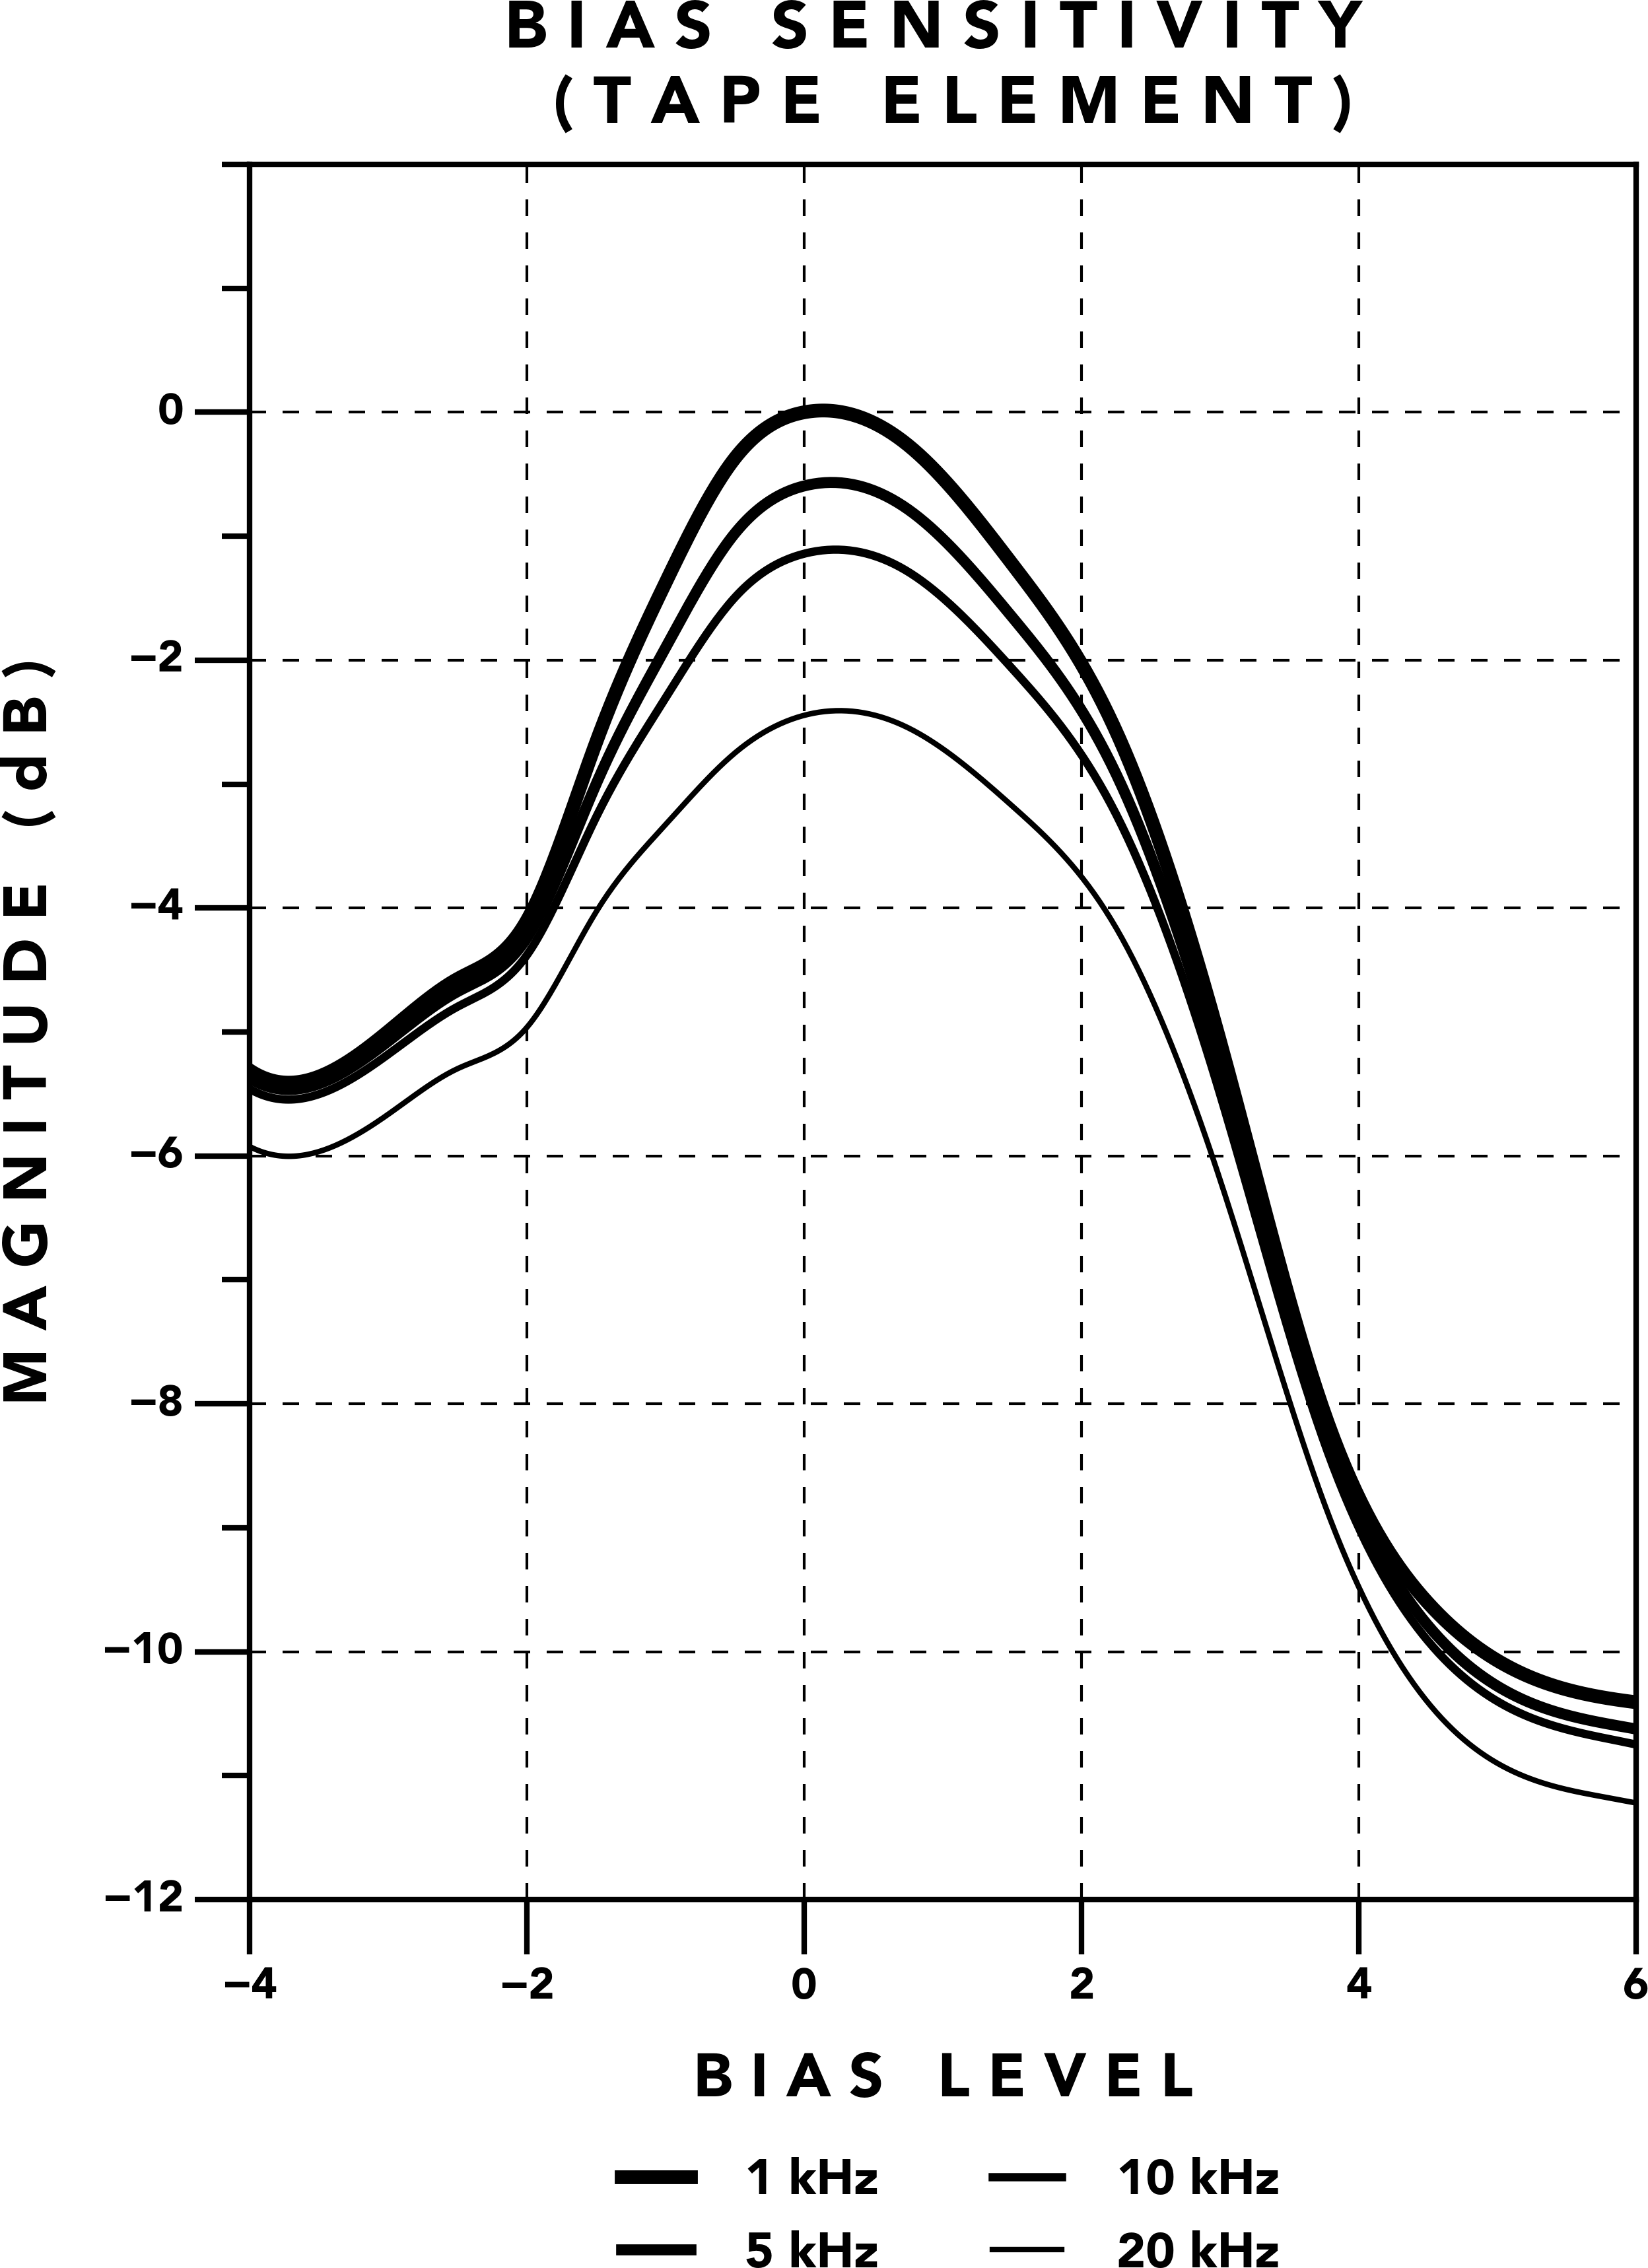 BIAS SENSITIVITY
(TAPE ELEMENT)
MAGNITUDE (dB)
0
−2
−4
−6
−8
−10
−12
−4 −2 0 2 4 6
BIAS LEVEL
1 kHz 10 kHz
5 kHz 20 kHz